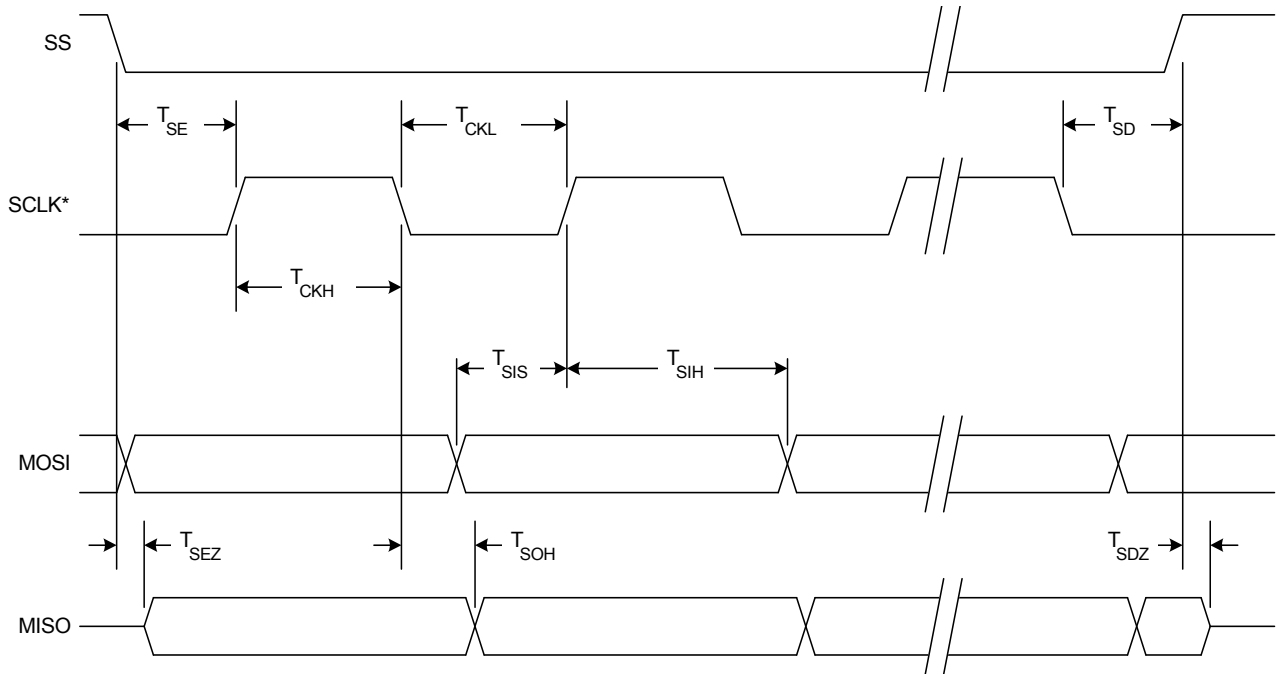 SS
TSE
TCKL
TSD
SCLK*
TCKH
TSIS
TSIH
MOSI
TSEZ
TSOH
TSDZ
MISO